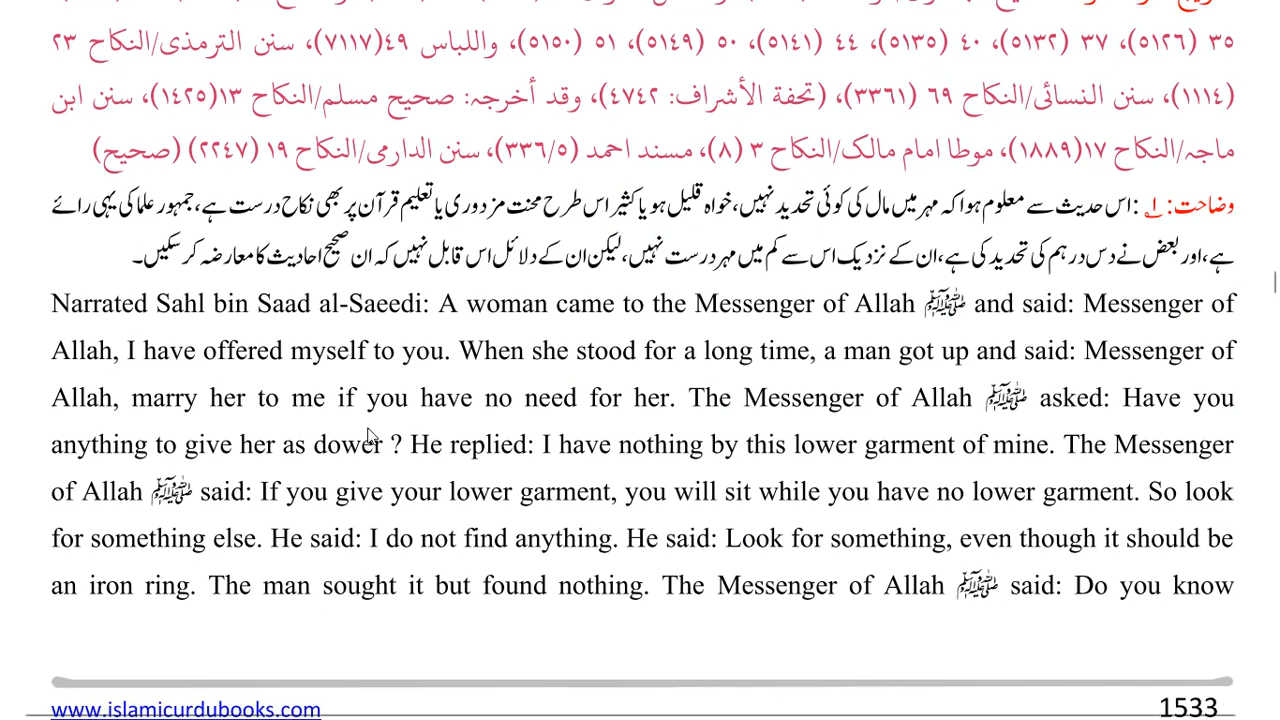 ۳۵ (۵۱۲۶)، ۳۷ (۵۱۳۲)، ۴۰ (۵۱۳۵)، ۴۴ (۵۱۴۱)، ۵۰ (۵۱۴۹)، ۵۱ (۵۱۵۰)، واللباس ۴۹(۷۱۱۷)، سنن الترمذی/النکاح ۲۳
(۱۱۱۴)، سنن النسائی/النکاح ۶۹ (۳۳۶۱)، (تحفة الأشراف: ۴۷۴۲)، وقد أخرجہ: صحیح مسلم/النکاح ۱۳(۱۴۲۵)، سنن ابن
ماجہ/النکاح ۱۷(۱۸۸۹)، موطا امام مالک/النکاح ۳ (۸)، مسند احمد (۳۳۶/۵)، سنن الدارمی/النکاح ۱۹ (۲۲۴۷) (صحیح)
وضاحت: ۱؎ : اس حدیث سے معلوم ہوا کہ مہر میں مال کی کوئی تحدید نہیں، خواہ قلیل ہو یا کثیر اس طرح محنت مزدوری یا تعلیم قرآن پر بھی نکاح درست ہے، جمہور علما کی یہی رائے
ہے، اور بعض نے دس درہم کی تحدید کی ہے، ان کے نزدیک اس سے کم میں مہر درست نہیں، لیکن ان کے دلائل اس قابل نہیں کہ ان صحیح احادیث کا معارضہ کر سکیں۔
Narrated Sahl bin Saad al-Saeedi: A woman came to the Messenger of Allah ﷺ and said: Messenger of
Allah, I have offered myself to you. When she stood for a long time, a man got up and said: Messenger of
Allah, marry her to me if you have no need for her. The Messenger of Allah ﷺ asked: Have you
anything to give her as dower ? He replied: I have nothing by this lower garment of mine. The Messenger
of Allah ﷺ said: If you give your lower garment, you will sit while you have no lower garment. So look
for something else. He said: I do not find anything. He said: Look for something, even though it should be
an iron ring. The man sought it but found nothing. The Messenger of Allah ﷺ said: Do you know
www.islamicurdubooks.com 1533